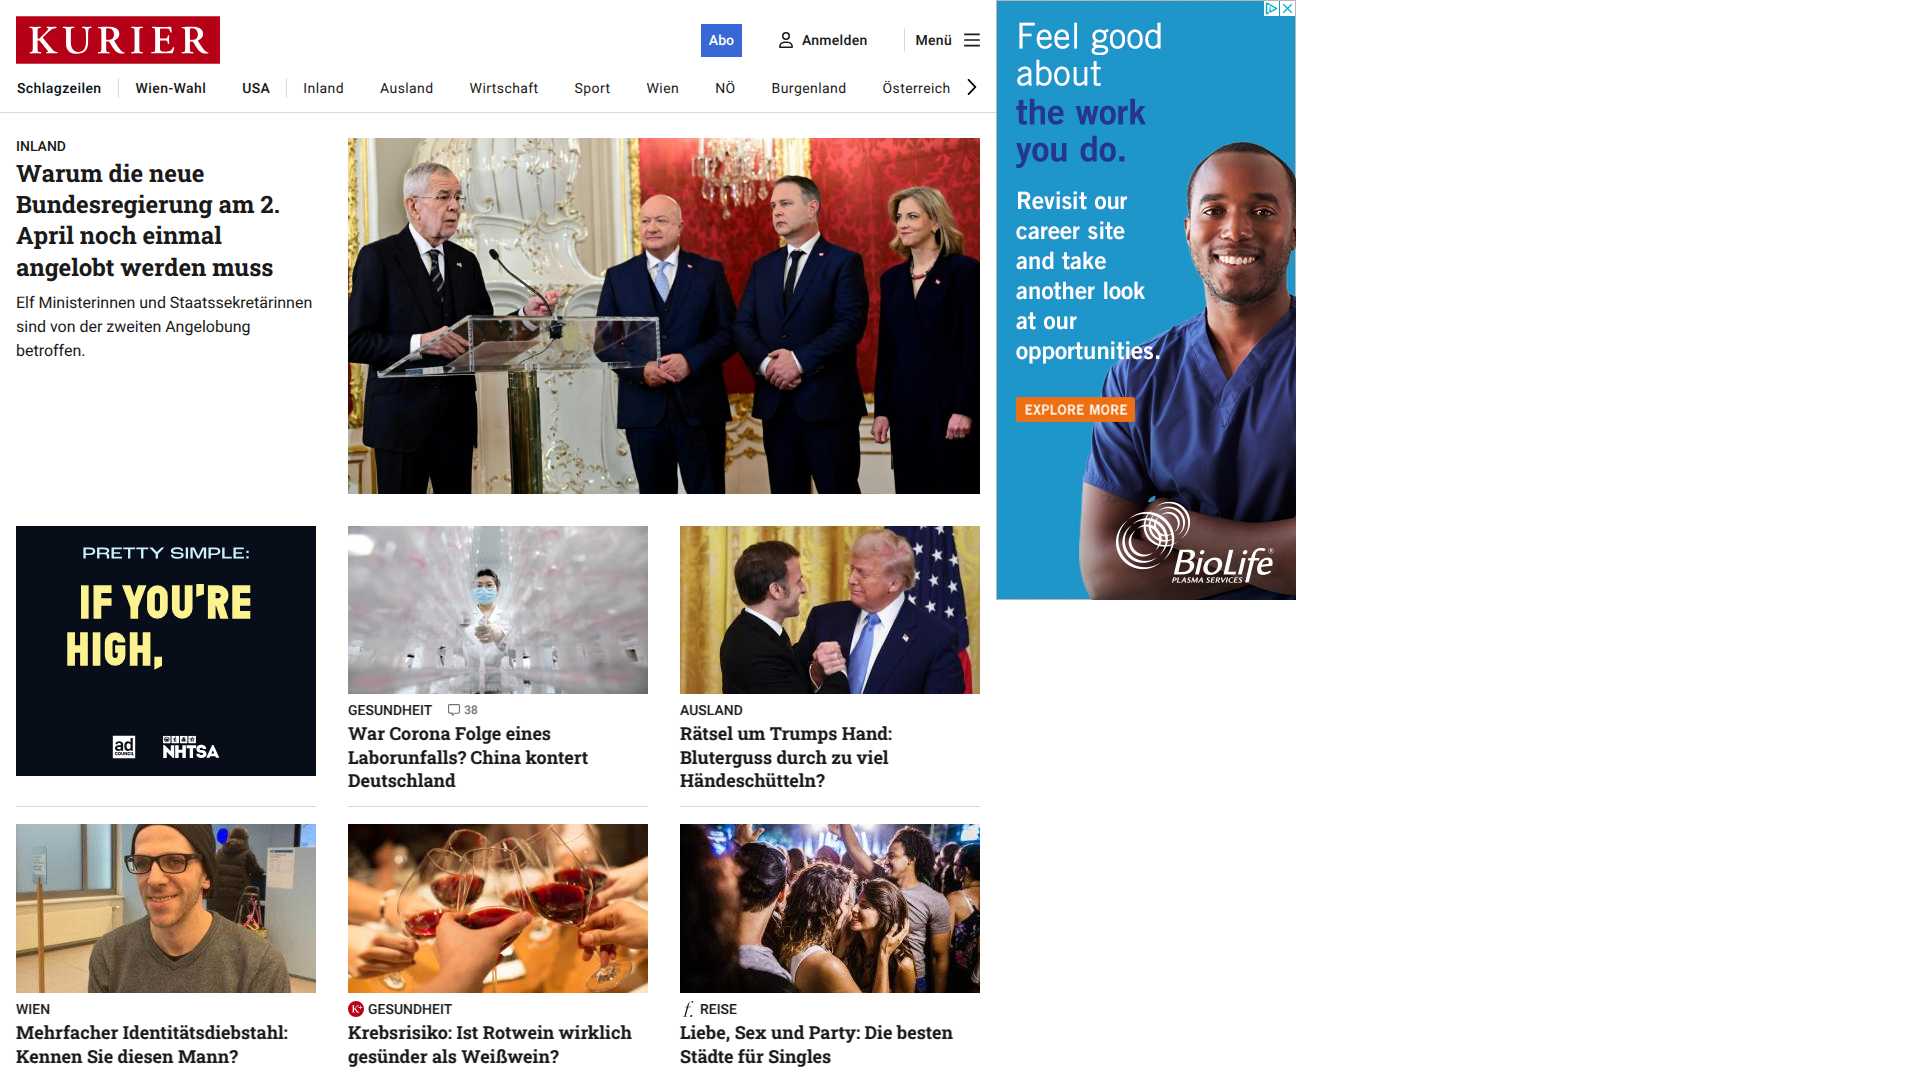 KURIER
Abo
Anmelden
Menü
Schlagzeilen
Wien-Wahl
USA
Inland
Ausland
Wirtschaft
Sport
Wien
NÖ
Burgenland
Österreich
INLAND
Warum die neue
Bundesregierung am 2.
April noch einmal
angelobt werden muss
Elf Ministerinnen und Staatssekretärinnen
sind von der zweiten Angelobung
betroffen.
PRETTY SIMPLE:
IF YOU'RE
HIGH,
ad
COUNCIL
NHTSA
GESUNDHEIT 38
War Corona Folge eines
Laborunfalls? China kontert
Deutschland
AUSLAND
Rätsel um Trumps Hand:
Bluterguss durch zu viel
Händeschütteln?
WIEN
Mehrfacher Identitätsdiebstahl:
Kennen Sie diesen Mann?
K+ GESUNDHEIT
Krebsrisiko: Ist Rotwein wirklich
gesünder als Weißwein?
f. REISE
Liebe, Sex und Party: Die besten
Städte für Singles
Feel good
about
the work
you do.
Revisit our
career site
and take
another look
at our
opportunities.
EXPLORE MORE
BioLife®
PLASMA SERVICES